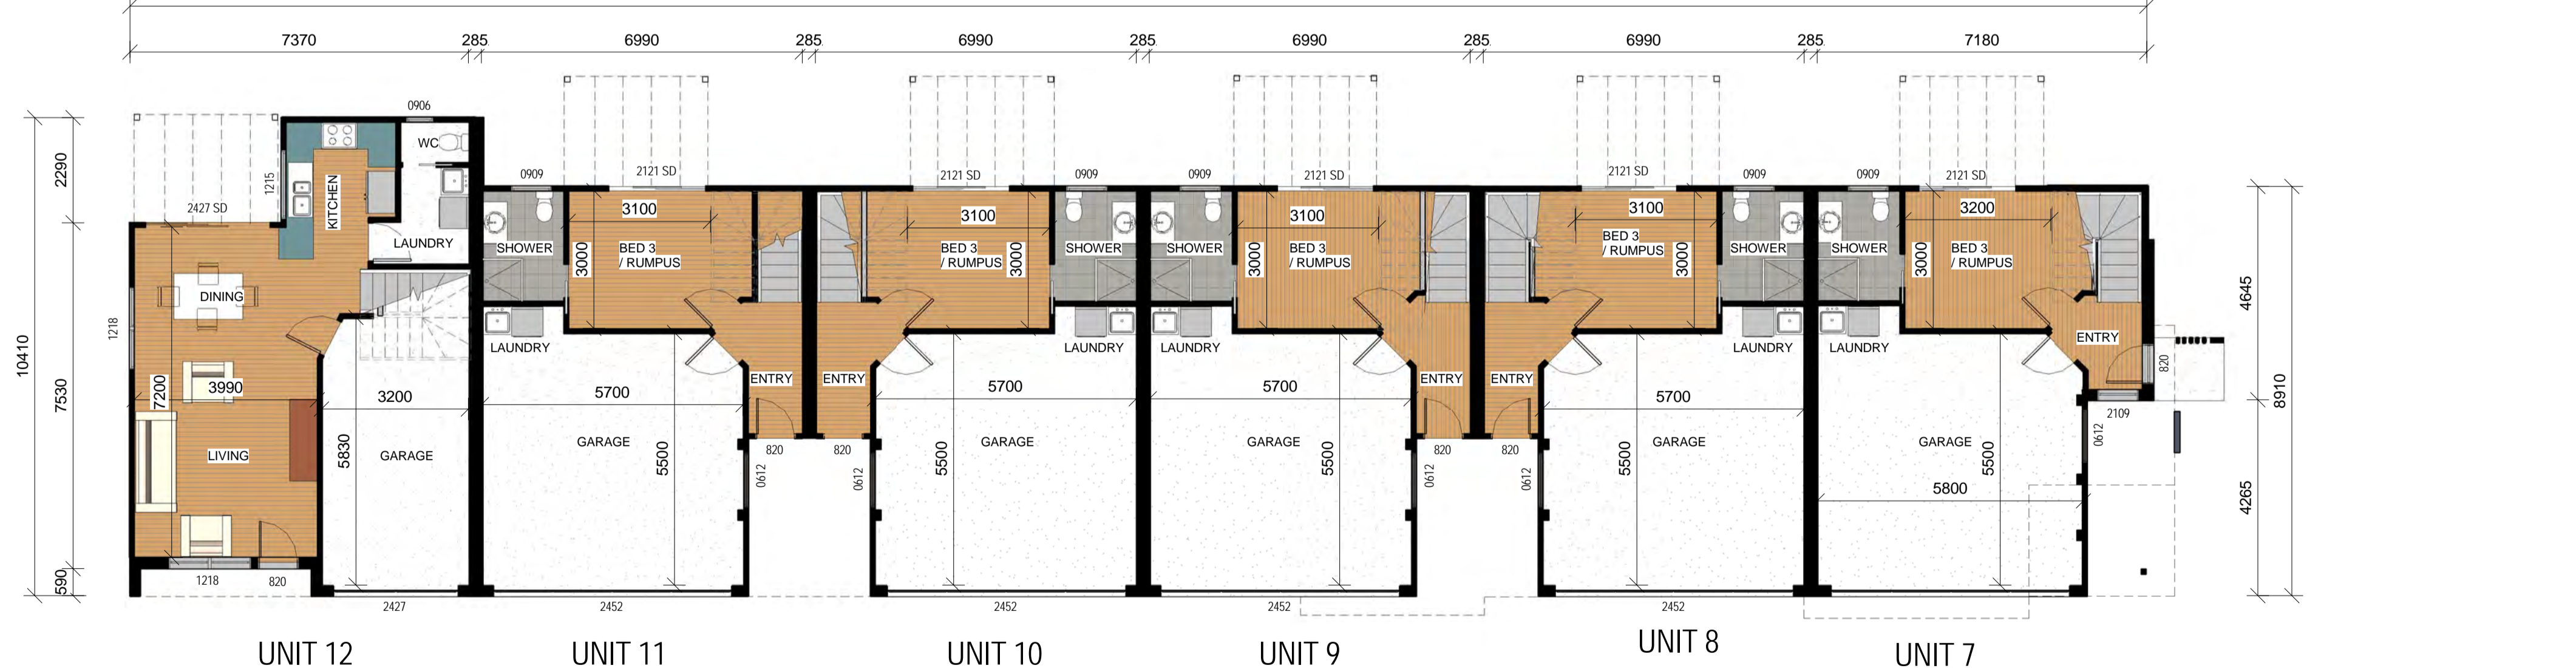 7370 285 6990 285 6990 285 6990 285 6990 285 7180
0906
WC
2290
1215
KITCHEN
2427 SD
LAUNDRY
DINING
1218
10410
7530
7200
3990
3200
5830
LIVING
GARAGE
590
1218
820
2427
UNIT 12
0909
2121 SD
SHOWER
3100
3000
BED 3
/ RUMPUS
LAUNDRY
5700
ENTRY
GARAGE
5500
820
0612
2452
UNIT 11
2121 SD
0909
3100
BED 3
/ RUMPUS
3000
SHOWER
LAUNDRY
ENTRY
5700
820
0612
5500
GARAGE
2452
UNIT 10
0909
2121 SD
SHOWER
3100
3000
BED 3
/ RUMPUS
LAUNDRY
5700
ENTRY
GARAGE
5500
820
0612
2452
UNIT 9
2121 SD
0909
3100
BED 3
/ RUMPUS
3000
SHOWER
LAUNDRY
ENTRY
5700
820
0612
5500
GARAGE
2452
UNIT 8
0909
2121 SD
SHOWER
3200
3000
BED 3
/ RUMPUS
LAUNDRY
ENTRY
820
2109
0612
GARAGE
5500
5800
UNIT 7
4645
8910
4265